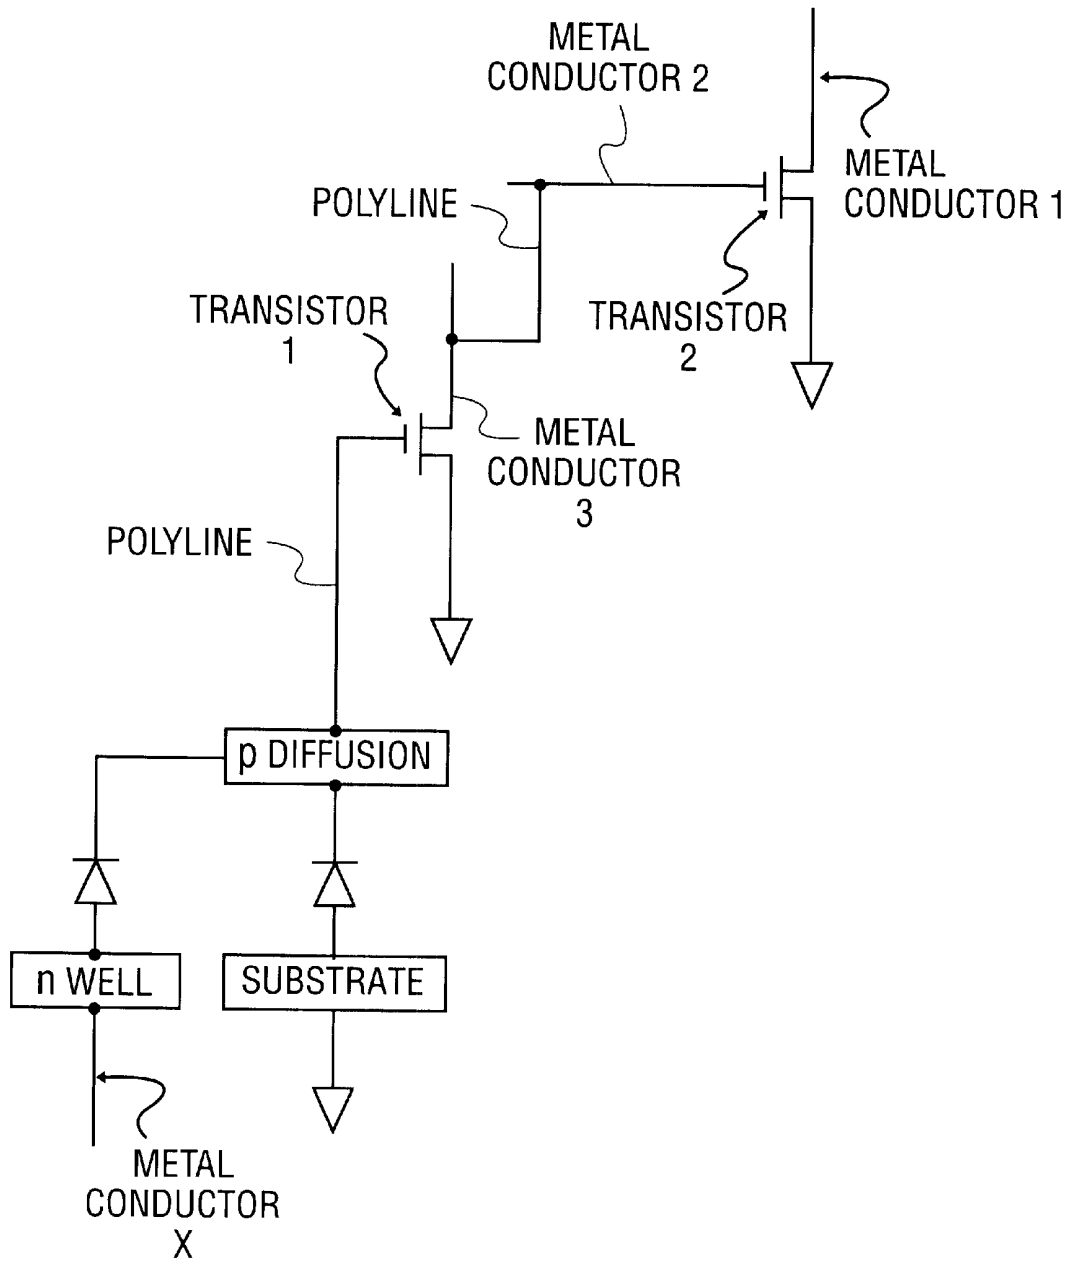 METAL
CONDUCTOR 2
METAL
CONDUCTOR 1
POLYLINE
TRANSISTOR
1
TRANSISTOR
2
METAL
CONDUCTOR
3
POLYLINE
p DIFFUSION
n WELL
SUBSTRATE
METAL
CONDUCTOR
X